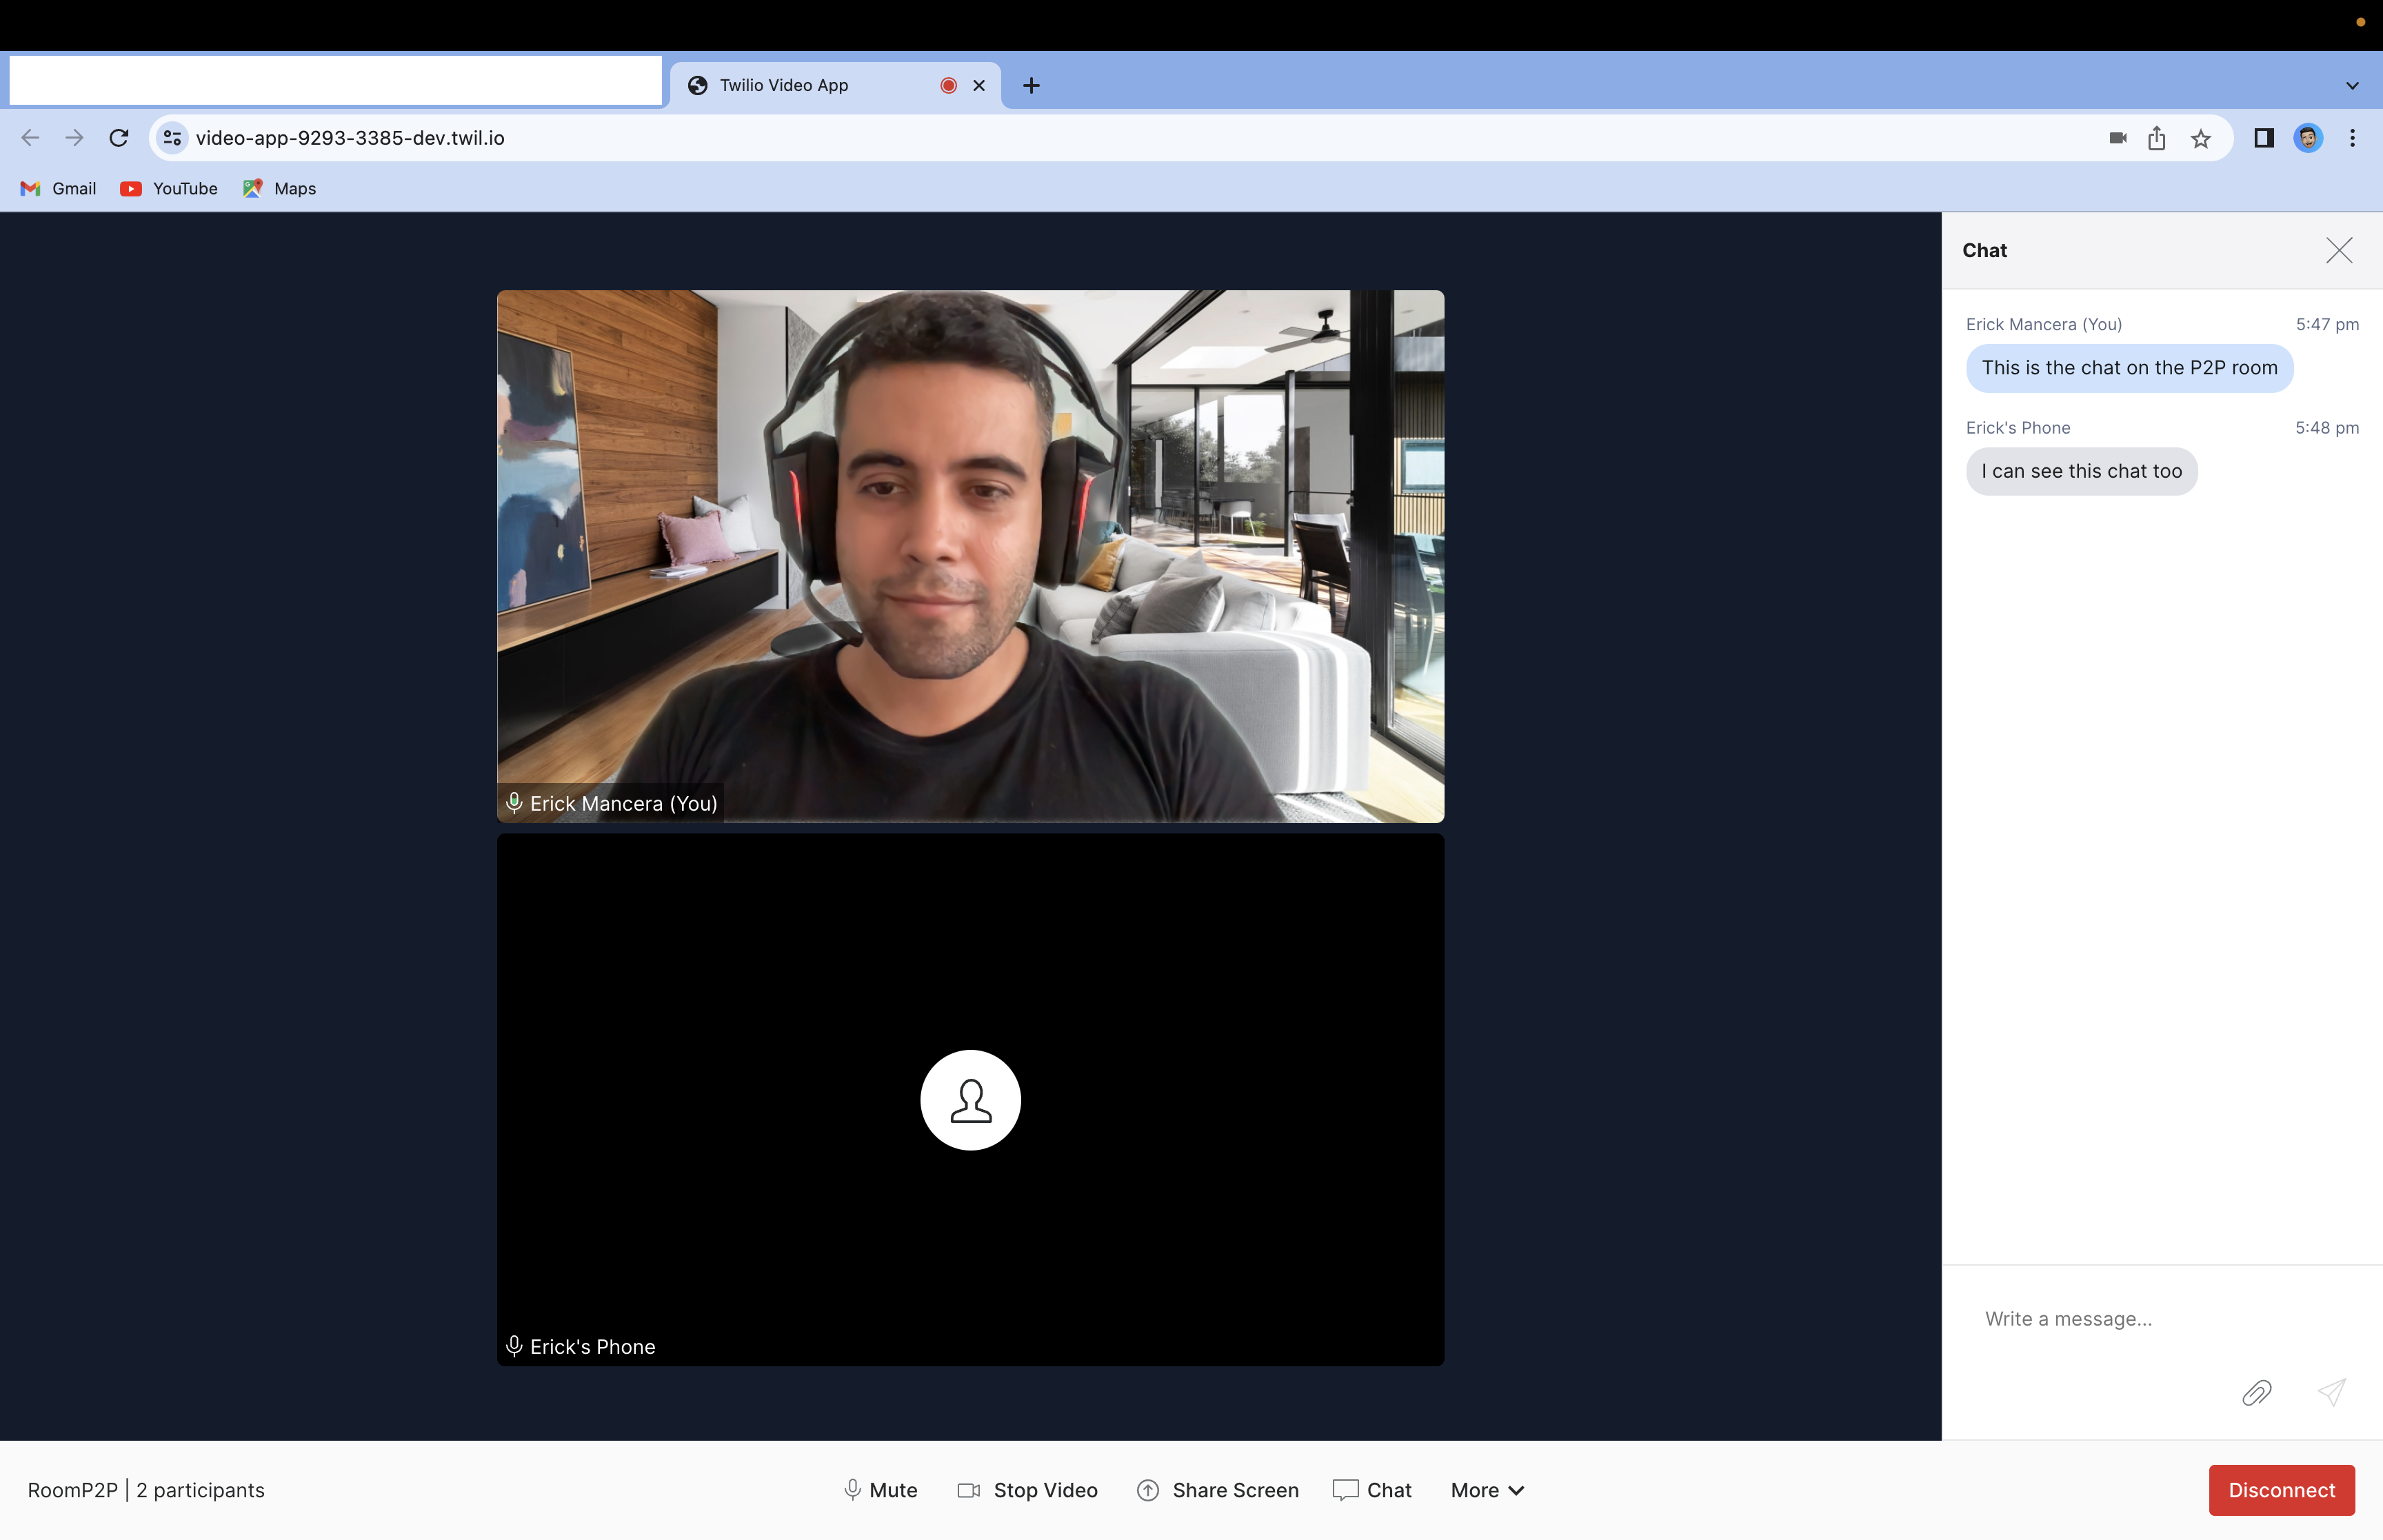 Twilio Video App
video-app-9293-3385-dev.twil.io
Gmail
YouTube
Maps
Chat
Erick Mancera (You) 5:47 pm
This is the chat on the P2P room
Erick's Phone 5:48 pm
I can see this chat too
Erick Mancera (You)
Erick's Phone
Write a message...
RoomP2P | 2 participants
Mute
Stop Video
Share Screen
Chat
More
Disconnect